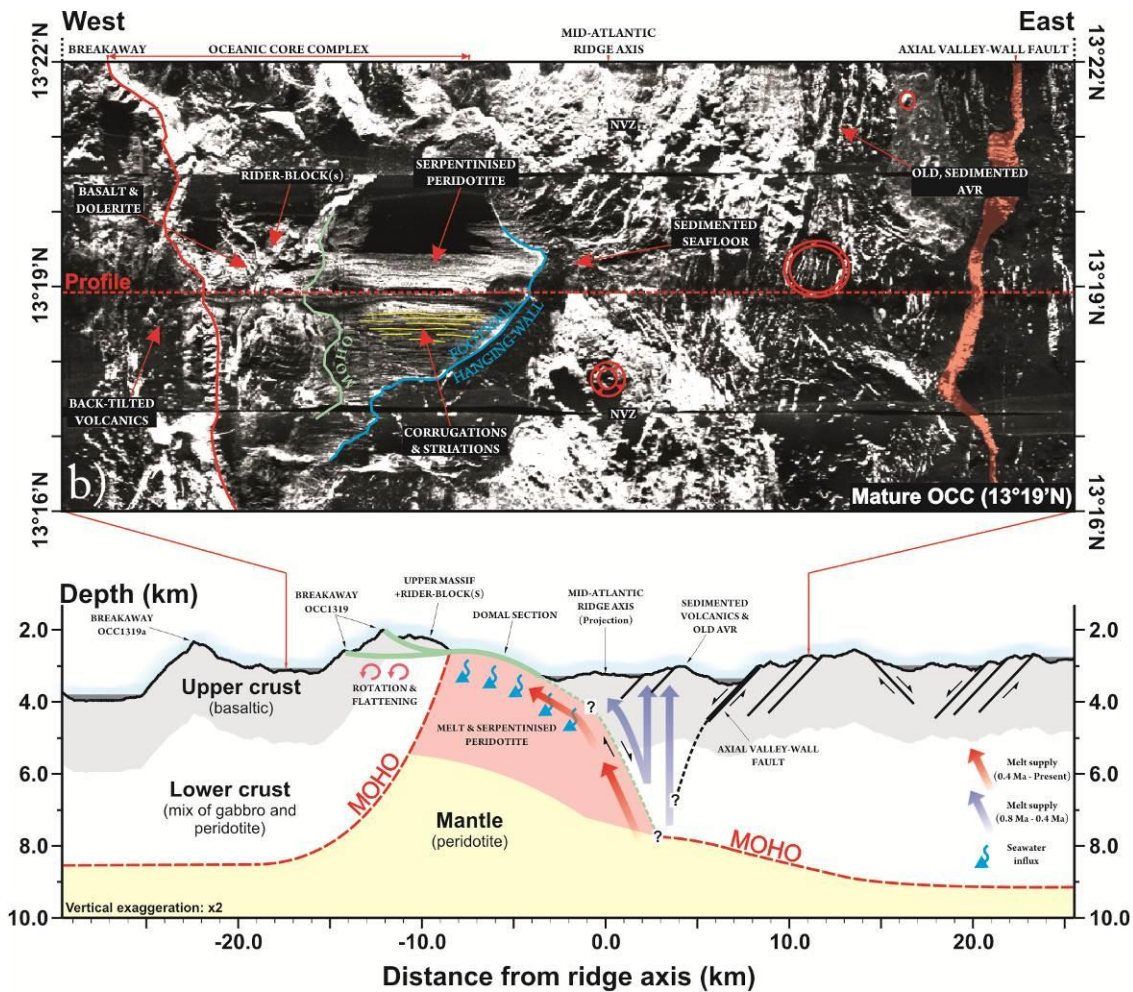 West
East
BREAKAWAY
OCEANIC CORE COMPLEX
MID-ATLANTIC
RIDGE AXIS
AXIAL VALLEY-WALL FAULT
13°22'N
13°22'N
NVZ
SERPENTINISED
PERIDOTITE
RIDER-BLOCK(S)
BASALT &
DOLERITE
OLD, SEDIMENTED
AVR
SEDIMENTED
SEAFLOOR
13°19'N
Profile
13°19'N
MOHO
FOOTWALL
HANGING-WALL
BACK-TILTED
VOLCANICS
CORRUGATIONS
& STRIATIONS
NVZ
b)
Mature OCC (13°19'N)
13°16'N
13°16'N
Depth (km)
BREAKAWAY
OCC1319a
BREAKAWAY
OCC1319
UPPER MASSIF
+RIDER-BLOCK(S)
DOMAL SECTION
MID-ATLANTIC
RIDGE AXIS
(Projection)
SEDIMENTED
VOLCANICS &
OLD AVR
2.0
2.0
4.0
4.0
6.0
6.0
8.0
8.0
10.0
10.0
Upper crust
(basaltic)
ROTATION &
FLATTENING
MELT & SERPENTINISED
PERIDOTITE
?
?
?
AXIAL VALLEY-WALL
FAULT
Lower crust
(mix of gabbro and
peridotite)
MOHO
Mantle
(peridotite)
MOHO
Melt supply
(0.4 Ma - Present)
Melt supply
(0.8 Ma - 0.4 Ma)
Seawater
influx
Vertical exaggeration: x2
-20.0
-10.0
0.0
10.0
20.0
Distance from ridge axis (km)